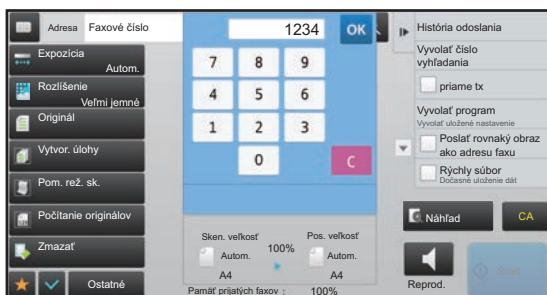 Adresa
Faxové číslo
Expozícia
Autom.
Rozlíšenie
Veľmi jemné
Originál
Vytvor. úlohy
Pom. rež. sk.
Počítanie originálov
Zmazať
Ostatné
1234
OK
7 8 9
4 5 6
1 2 3
0 C
Sken. veľkosť
Pos. veľkosť
100%
Autom.
Autom.
A4
A4
Pamäť prijatých faxov : 100%
História odoslania
Vyvolať číslo
vyhľadania
priame tx
Vyvolať program
Vyvolať uložené nastavenie
Poslať rovnaký obraz
ako adresu faxu
Rýchly súbor
Dočasné uloženie dát
Náhľad
CA
Reprod.
Štart